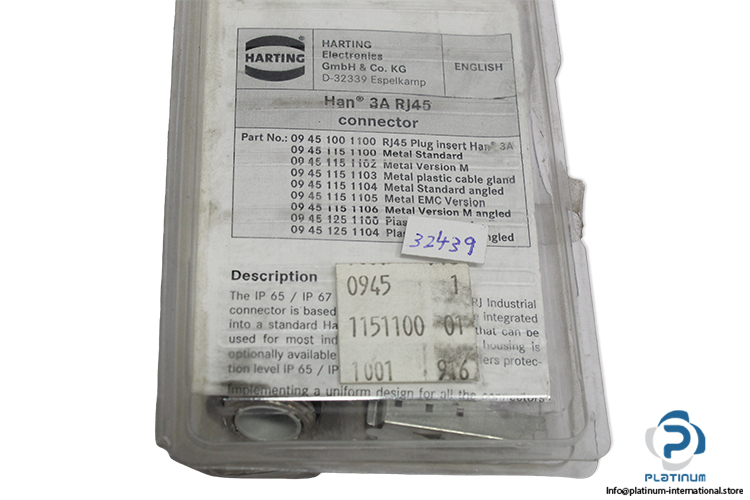 HARTING
HARTING
Electronics
GmbH & Co. KG
D-32339 Espelkamp
ENGLISH
Han® 3A RJ45
connector
Part No.: 09 45 100 1100 RJ45 Plug insert Han® 3A
09 45 115 1100 Metal Standard
09 45 115 1102 Metal Version M
09 45 115 1103 Metal plastic cable gland
09 45 115 1104 Metal Standard angled
09 45 115 1105 Metal EMC Version
09 45 115 1106 Metal Version M angled
09 45 125 1100
09 45 125 1104 angled
32439
Description
The IP 65 / IP 67 RJ Industrial
connector is based integrated
into a standard that can be
used for most housing is
optionally available protec-
tion level IP 65 /
Implementing a uniform design for all the connectors
0945 1
1151100 01
1001 916
PLATINUM
Info@platinum-international.store